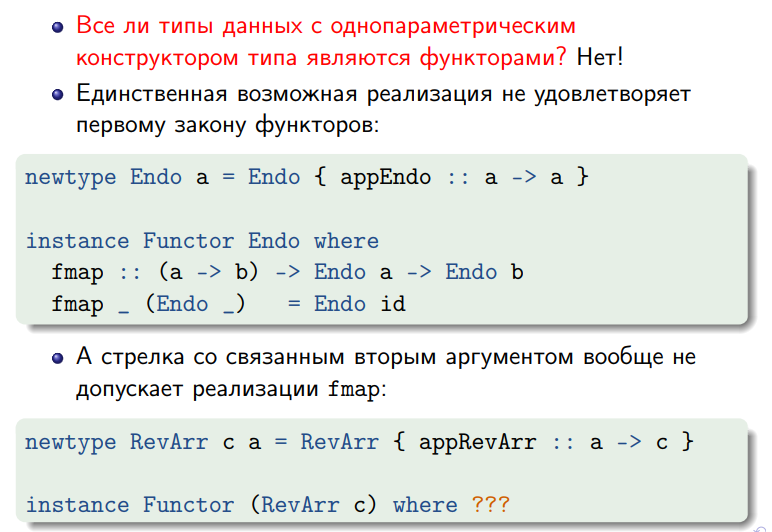 Все ли типы данных с однопараметрическим
конструктором типа являются функторами? Нет!
Единственная возможная реализация не удовлетворяет
первому закону функторов:
newtype Endo a = Endo { appEndo :: a -> a }
instance Functor Endo where
fmap :: (a -> b) -> Endo a -> Endo b
fmap _ (Endo _) = Endo id
А стрелка со связанным вторым аргументом вообще не
допускает реализации fmap:
newtype RevArr c a = RevArr { appRevArr :: a -> c }
instance Functor (RevArr c) where ???